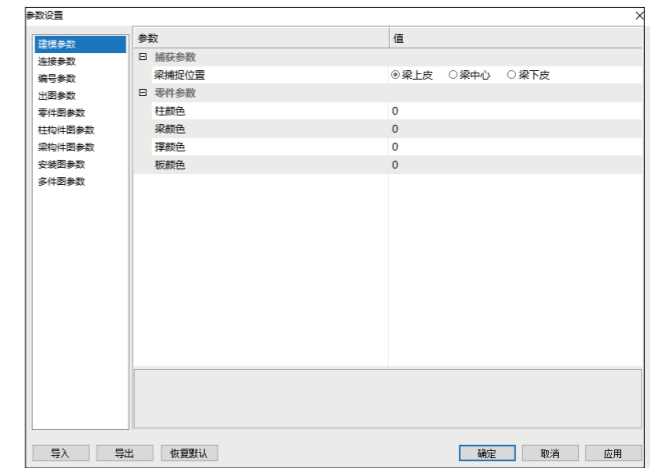 参数设置
建模参数
连接参数
编号参数
出图参数
零件图参数
柱构件图参数
梁构件图参数
安装图参数
多件图参数
参数 值
捕获参数
梁捕捉位置 梁上皮 梁中心 梁下皮
零件参数
柱颜色 0
梁颜色 0
撑颜色 0
板颜色 0
导入 导出 恢复默认 确定 取消 应用